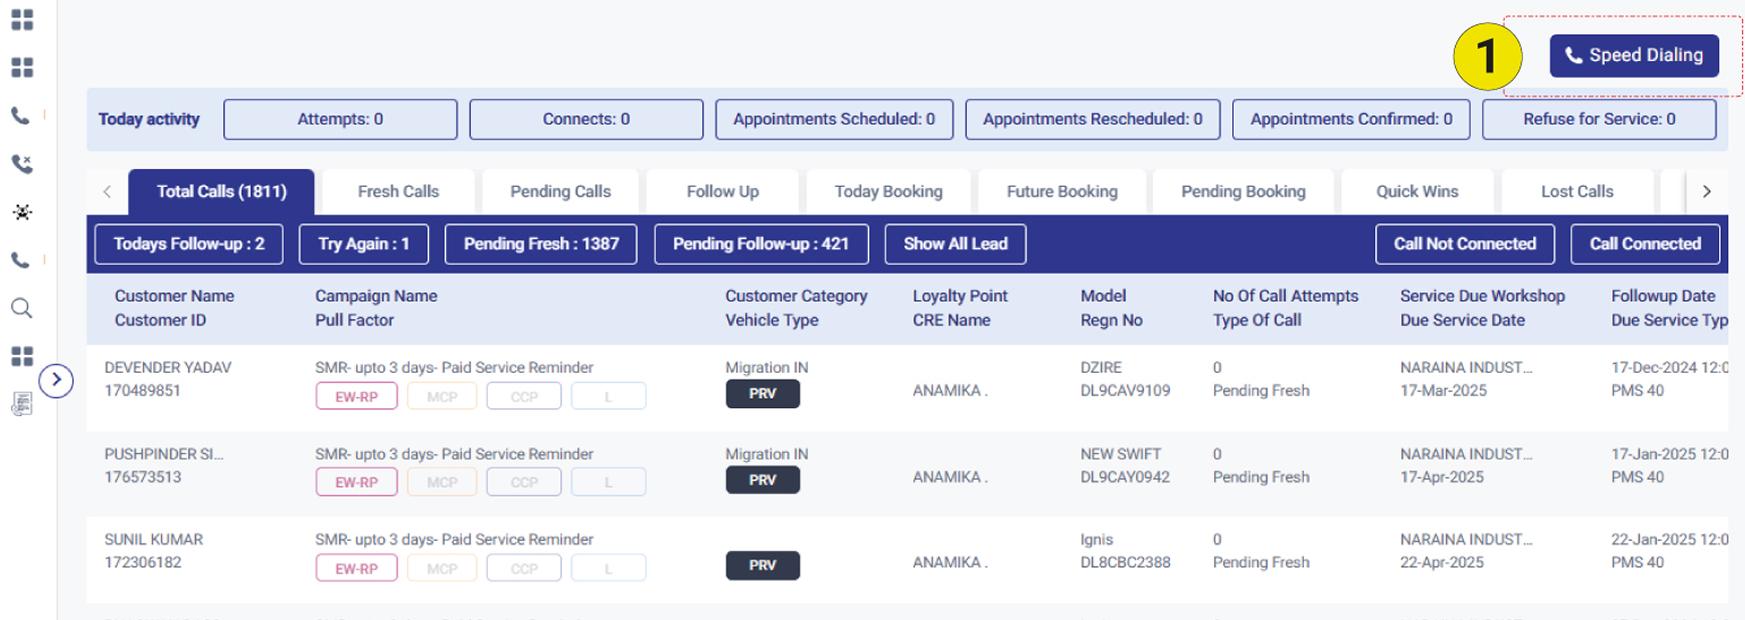 1
Speed Dialing
Today activity Attempts: 0 Connects: 0 Appointments Scheduled: 0 Appointments Rescheduled: 0 Appointments Confirmed: 0 Refuse for Service: 0
Total Calls (1811) Fresh Calls Pending Calls Follow Up Today Booking Future Booking Pending Booking Quick Wins Lost Calls
Todays Follow-up : 2 Try Again : 1 Pending Fresh : 1387 Pending Follow-up : 421 Show All Lead Call Not Connected Call Connected
Customer Name Campaign Name Customer Category Loyalty Point Model No Of Call Attempts Service Due Workshop Followup Date
Customer ID Pull Factor Vehicle Type CRE Name Regn No Type Of Call Due Service Date Due Service Typ
DEVENDER YADAV SMR- upto 3 days- Paid Service Reminder Migration IN DZIRE 0 NARAINA INDUST... 17-Dec-2024 12:0
170489851 EW-RP MCP CCP L PRV ANAMIKA . DL9CAV9109 Pending Fresh 17-Mar-2025 PMS 40
PUSHPINDER SI... SMR- upto 3 days- Paid Service Reminder Migration IN NEW SWIFT 0 NARAINA INDUST... 17-Jan-2025 12:0
176573513 EW-RP MCP CCP L PRV ANAMIKA . DL9CAY0942 Pending Fresh 17-Apr-2025 PMS 40
SUNIL KUMAR SMR- upto 3 days- Paid Service Reminder Ignis 0 NARAINA INDUST... 22-Jan-2025 12:0
172306182 EW-RP MCP CCP L PRV ANAMIKA . DL8CBC2388 Pending Fresh 22-Apr-2025 PMS 40